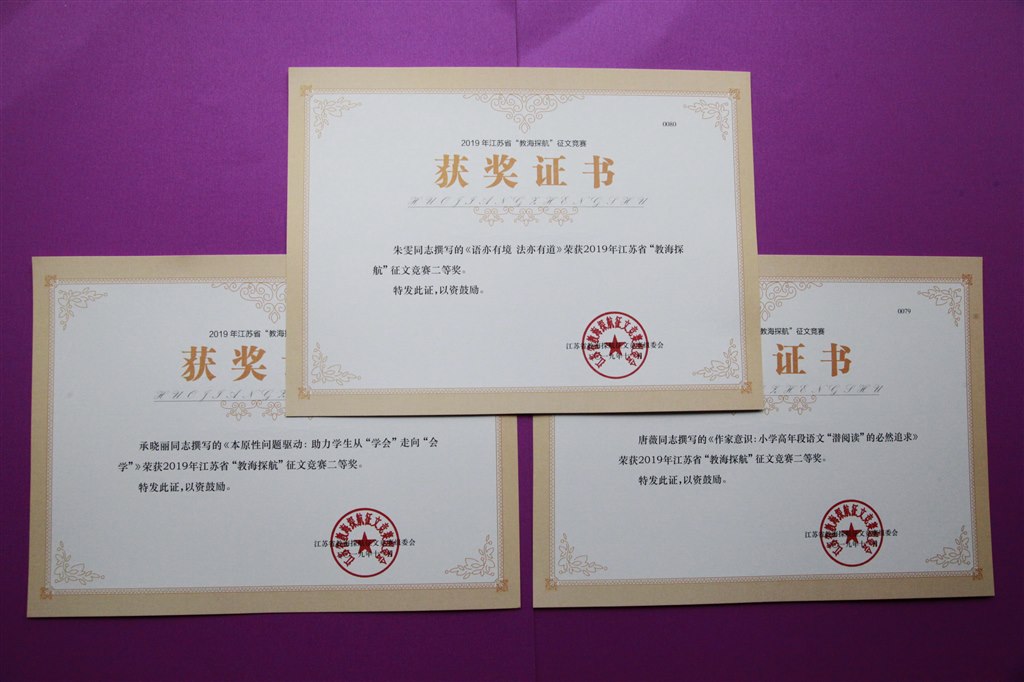 0080
2019年江苏省“教海探航”征文竞赛
获奖证书
HUOJIANGZHENGSHU
朱雯同志撰写的《语亦有境 法亦有道》荣获2019年江苏省“教海探
航”征文竞赛二等奖。
特发此证,以资鼓励。
2019年江苏省“教海探
获奖
HUOJIANGZ
承晓丽同志撰写的《本原性问题驱动:助力学生从“学会”走向“会
学”》荣获2019年江苏省“教海探航”征文竞赛二等奖。
特发此证,以资鼓励。
0079
教海探航”征文竞赛
证书
ZHENGSHU
唐薇同志撰写的《作家意识:小学高年段语文“潜阅读”的必然追求》
荣获2019年江苏省“教海探航”征文竞赛二等奖。
特发此证,以资鼓励。